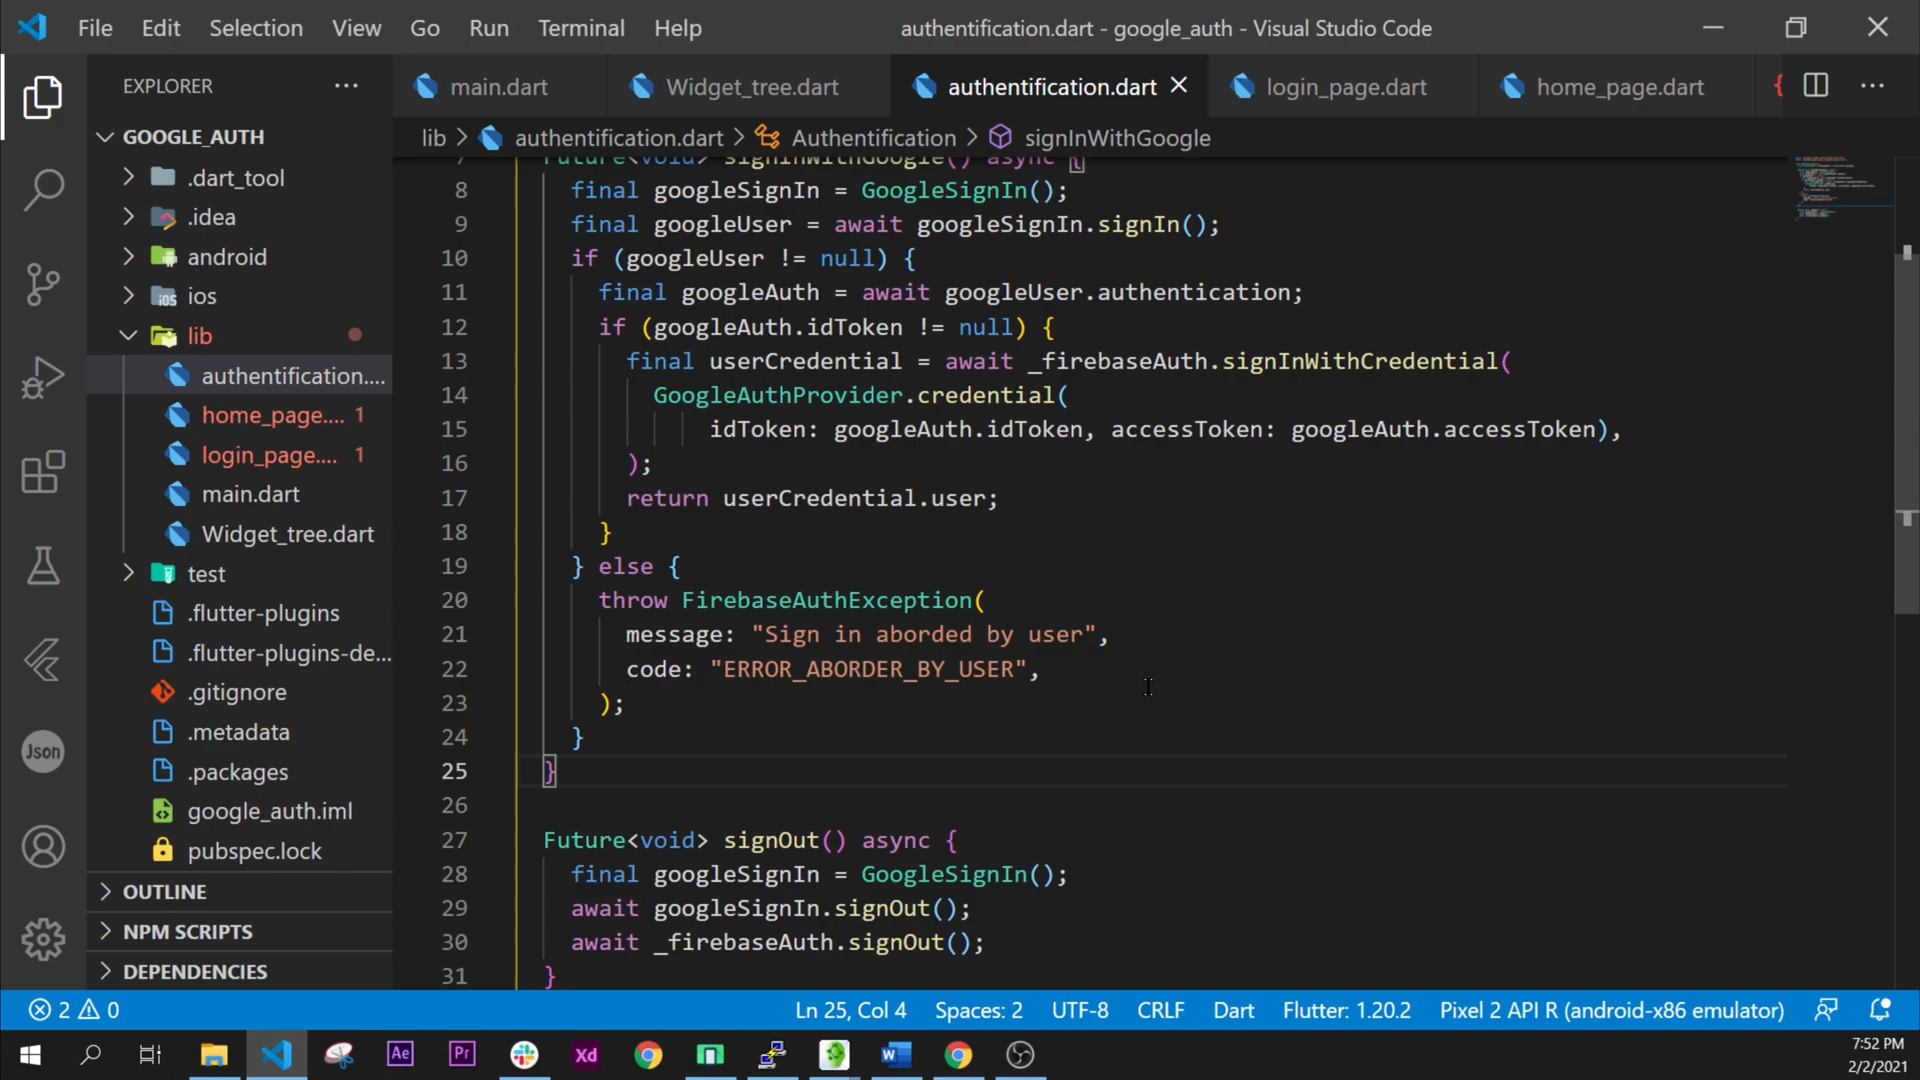 File Edit Selection View Go Run Terminal Help
authentification.dart - google_auth - Visual Studio Code
EXPLORER
GOOGLE_AUTH
.dart_tool
.idea
android
ios
lib
authentification....
home_page.... 1
login_page.... 1
main.dart
Widget_tree.dart
test
.flutter-plugins
.flutter-plugins-de...
.gitignore
.metadata
.packages
google_auth.iml
pubspec.lock
OUTLINE
NPM SCRIPTS
DEPENDENCIES
Json
main.dart Widget_tree.dart authentification.dart login_page.dart home_page.dart
lib > authentification.dart > Authentification > signInWithGoogle
7 Future<void> signInWithGoogle() async {
8 final googleSignIn = GoogleSignIn();
9 final googleUser = await googleSignIn.signIn();
10 if (googleUser != null) {
11 final googleAuth = await googleUser.authentication;
12 if (googleAuth.idToken != null) {
13 final userCredential = await _firebaseAuth.signInWithCredential(
14 GoogleAuthProvider.credential(
15 idToken: googleAuth.idToken, accessToken: googleAuth.accessToken),
16 );
17 return userCredential.user;
18 }
19 } else {
20 throw FirebaseAuthException(
21 message: "Sign in aborded by user",
22 code: "ERROR_ABORDER_BY_USER",
23 );
24 }
25 }
26
27 Future<void> signOut() async {
28 final googleSignIn = GoogleSignIn();
29 await googleSignIn.signOut();
30 await _firebaseAuth.signOut();
31 }
2 0 Ln 25, Col 4 Spaces: 2 UTF-8 CRLF Dart Flutter: 1.20.2 Pixel 2 API R (android-x86 emulator)
Ae Pr Xd
7:52 PM
2/2/2021